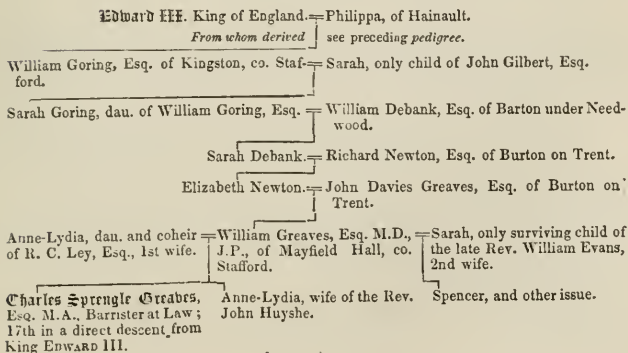 Edward III. King of England.=Philippa, of Hainault.
From whom derived see preceding pedigree.
William Goring, Esq. of Kingston, co. Staf-=Sarah, only child of John Gilbert, Esq.
ford.
Sarah Goring, dau. of William Goring, Esq.=William Debank, Esq. of Barton under Need-
wood.
Sarah Debank.=Richard Newton, Esq. of Burton on Trent.
Elizabeth Newton.=John Davies Greaves, Esq. of Burton on
Trent.
Anne-Lydia, dau. and coheir
of R. C. Ley, Esq., 1st wife.
=William Greaves, Esq. M.D.,
J.P., of Mayfield Hall, co.
Stafford.
=Sarah, only surviving child of
the late Rev. William Evans,
2nd wife.
Charles Sprengle Greaves,
Esq. M.A., Barrister at Law;
17th in a direct descent from
King EDWARD III.
Anne-Lydia, wife of the Rev.
John Huyshe.
Spencer, and other issue.